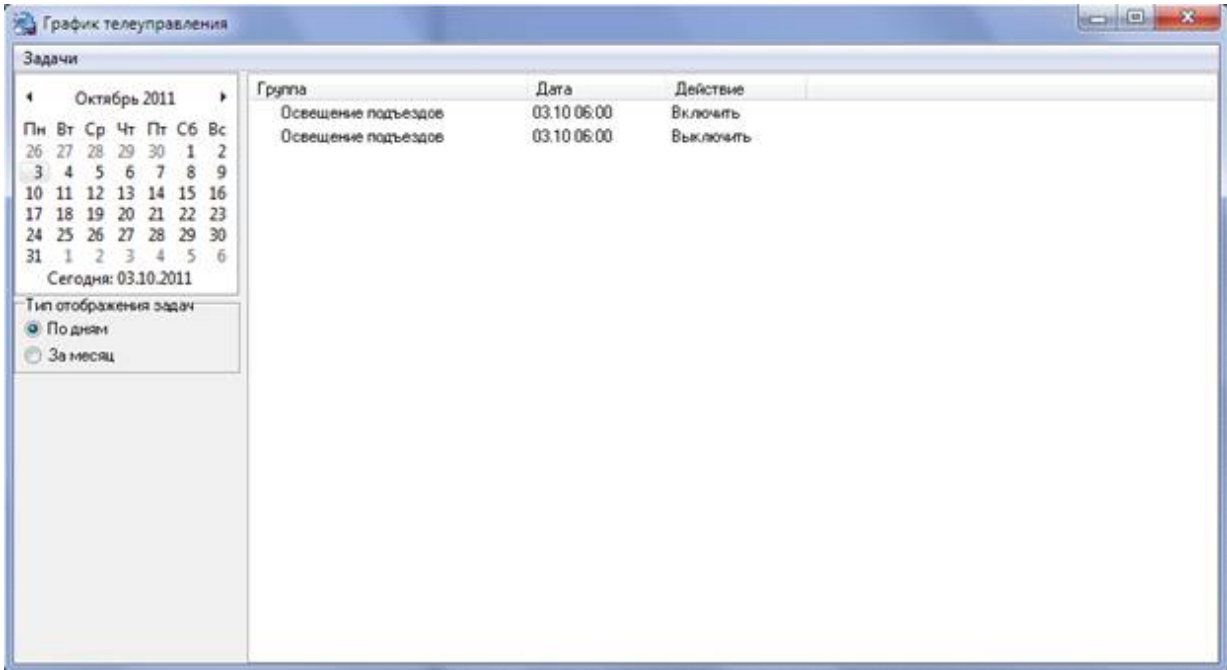 График телеуправления
Задачи
Октябрь 2011
Пн Вт Ср Чт Пт Сб Вс
26 27 28 29 30 1 2
3 4 5 6 7 8 9
10 11 12 13 14 15 16
17 18 19 20 21 22 23
24 25 26 27 28 29 30
31 1 2 3 4 5 6
Сегодня: 03.10.2011
Тип отображения задач
По дням
За месяц
Группа Дата Действие
Освещение подъездов 03.10 06:00 Включить
Освещение подъездов 03.10 06:00 Выключить